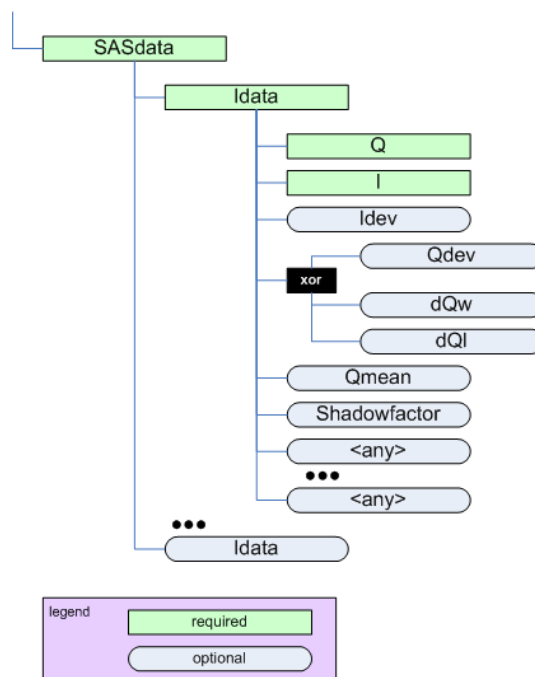 SASdata
Idata
Q
I
Idev
Qdev
xor
dQw
dQl
Qmean
Shadowfactor
<any>
●●●
<any>
●●●
Idata
legend
required
optional